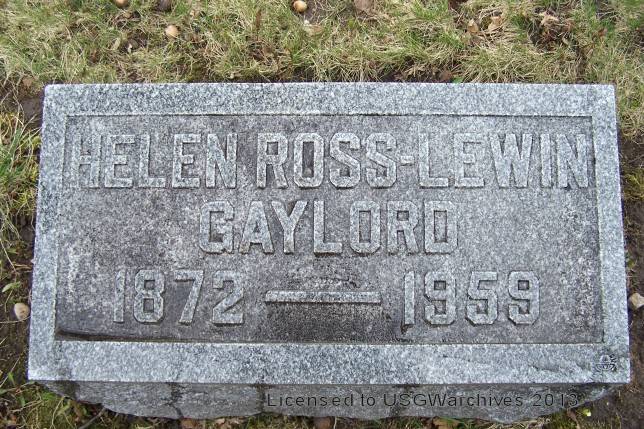 HELEN ROSS-LEWIN
GAYLORD
1872 — 1959
Licensed to USGWarchives 2013